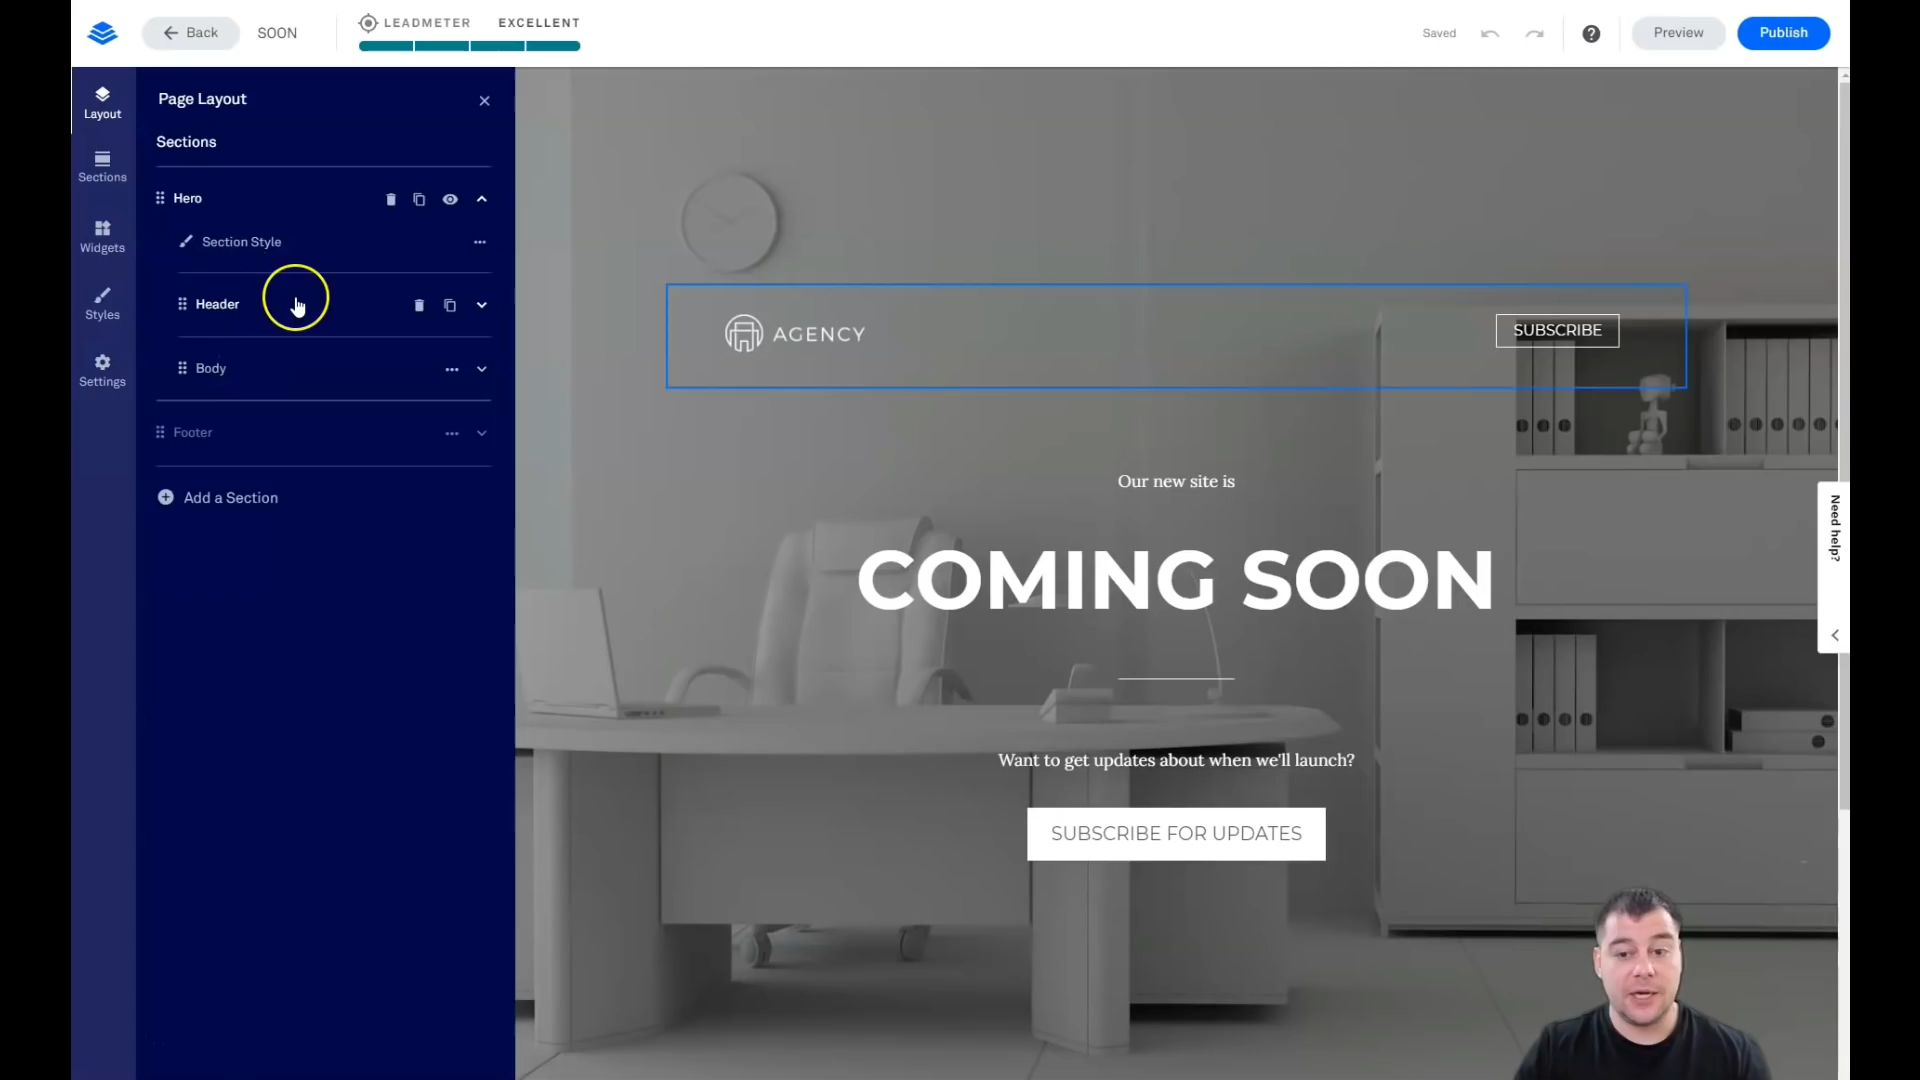 Back
SOON
LEADMETER EXCELLENT
Saved
Preview
Publish
Layout
Sections
Widgets
Styles
Settings
Page Layout
Sections
Hero
Section Style
Header
Body
Footer
Add a Section
AGENCY
SUBSCRIBE
Our new site is
COMING SOON
Want to get updates about when we'll launch?
SUBSCRIBE FOR UPDATES
Need help?